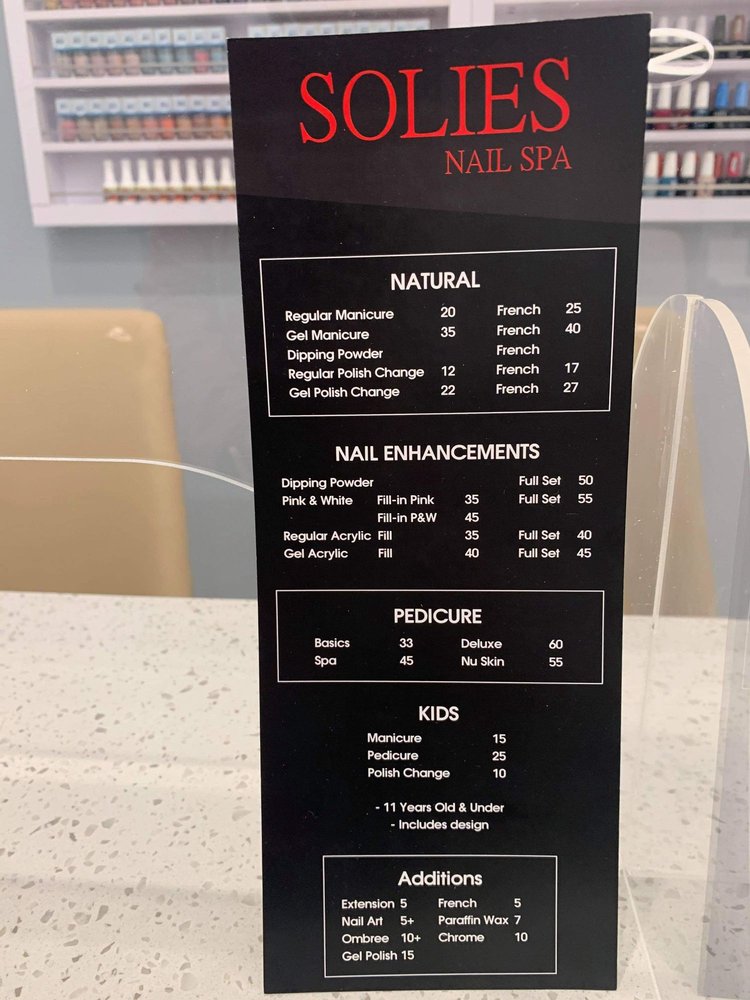 SOLIES
NAIL SPA
NATURAL
Regular Manicure 20 French 25
Gel Manicure 35 French 40
Dipping Powder French
Regular Polish Change 12 French 17
Gel Polish Change 22 French 27
NAIL ENHANCEMENTS
Dipping Powder Full Set 50
Pink & White Fill-in Pink 35 Full Set 55
Fill-in P&W 45
Regular Acrylic Fill 35 Full Set 40
Gel Acrylic Fill 40 Full Set 45
PEDICURE
Basics 33 Deluxe 60
Spa 45 Nu Skin 55
KIDS
Manicure 15
Pedicure 25
Polish Change 10
- 11 Years Old & Under
- Includes design
Additions
Extension 5 French 5
Nail Art 5+ Paraffin Wax 7
Ombree 10+ Chrome 10
Gel Polish 15